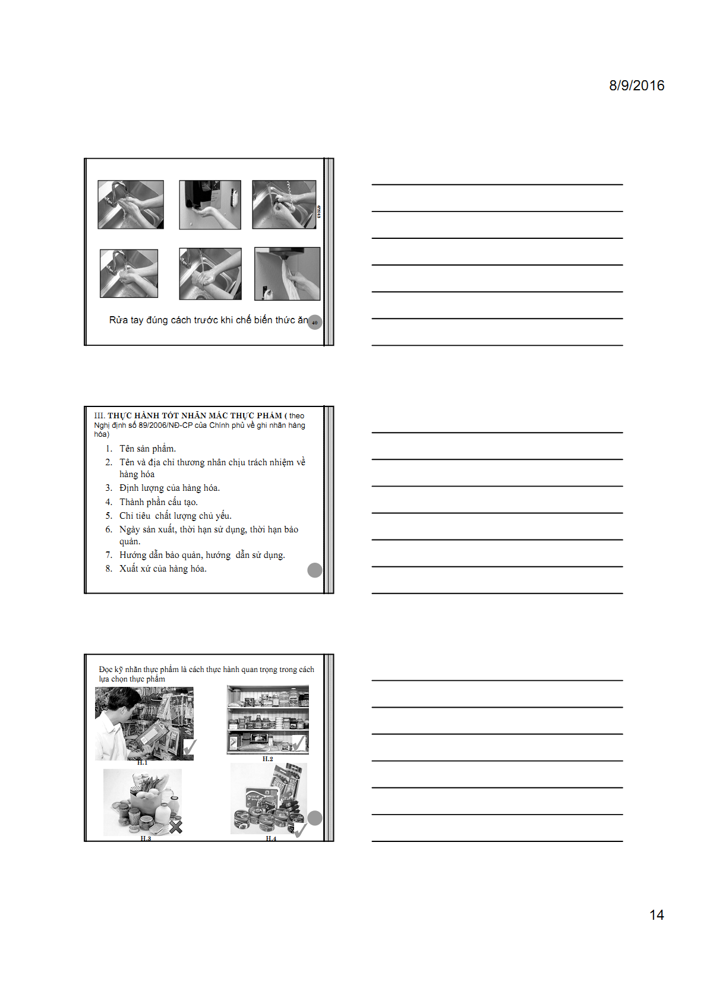 8/9/2016
6/2013
Rửa tay đúng cách trước khi chế biến thức ăn
40
III. THỰC HÀNH TỐT NHÃN MÁC THỰC PHẨM ( theo
Nghị định số 89/2006/NĐ-CP của Chính phủ về ghi nhãn hàng
hóa)
1. Tên sản phẩm.
2. Tên và địa chỉ thương nhân chịu trách nhiệm về
hàng hóa
3. Định lượng của hàng hóa.
4. Thành phần cấu tạo.
5. Chỉ tiêu chất lượng chủ yếu.
6. Ngày sản xuất, thời hạn sử dụng, thời hạn bảo
quản.
7. Hướng dẫn bảo quản, hướng dẫn sử dụng.
8. Xuất xứ của hàng hóa.
Đọc kỹ nhãn thực phẩm là cách thực hành quan trọng trong cách
lựa chọn thực phẩm
H.1
H.2
H.3
H.4
14